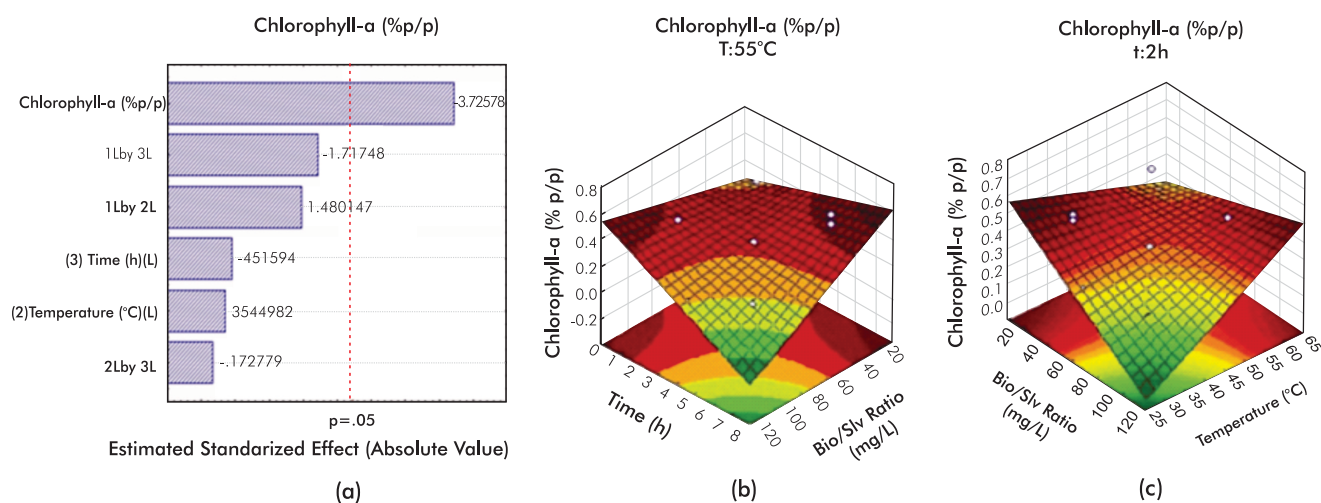 Chlorophyll-a (%p/p)
Chlorophyll-a (%p/p)
-3.72578
1Lby 3L
-1.71748
1Lby 2L
1.480147
(3) Time (h)(L)
-451594
(2)Temperature (°C)(L)
3544982
2Lby 3L
-.172779
p=.05
Estimated Standarized Effect (Absolute Value)
(a)
Chlorophyll-a (%p/p)
T:55°C
Chlorophyll-a (% p/p)
0.8
0.6
0.4
0.2
0.0
-0.2
0 1 2 3 4 5 6 7 8
Time (h)
120 100 80 60 40 20
Bio/Slv Ratio
(mg/L)
(b)
Chlorophyll-a (%p/p)
t:2h
Chlorophyll-a (% p/p)
0.8
0.7
0.6
0.5
0.4
0.3
0.2
0.1
0.0
20 40 60 80 100 120
Bio/Slv Ratio
(mg/L)
25 30 35 40 45 50 55 60 65
Temperature (°C)
(c)